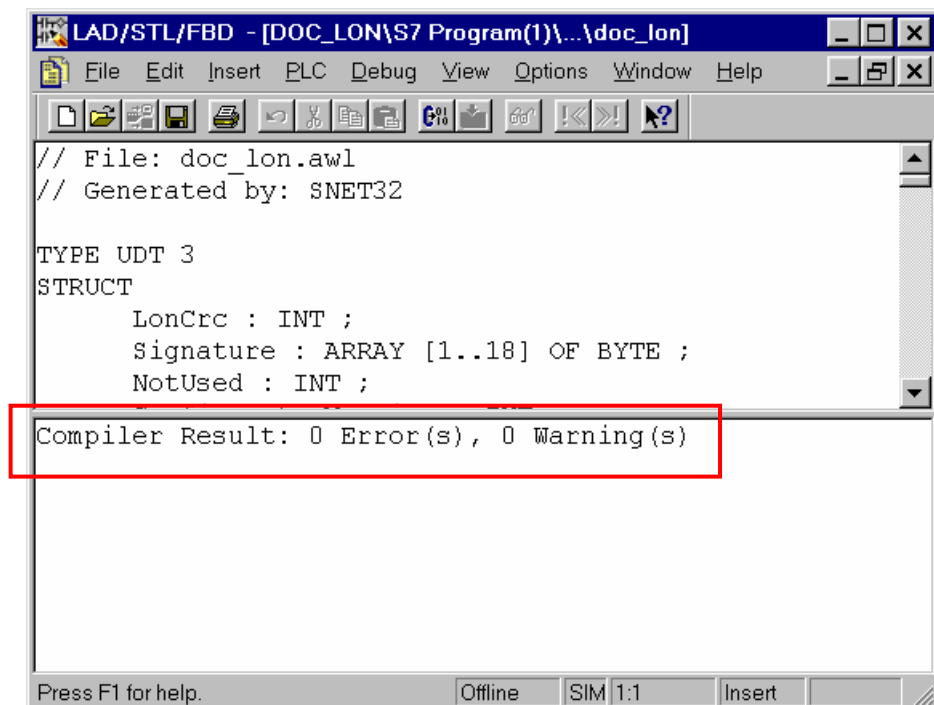 LAD/STL/FBD - [DOC_LON\S7 Program(1)\...\doc_lon]
File Edit Insert PLC Debug View Options Window Help
// File: doc_lon.awl
// Generated by: SNET32
TYPE UDT 3
STRUCT
LonCrc : INT ;
Signature : ARRAY [1..18] OF BYTE ;
NotUsed : INT ;
Compiler Result: 0 Error(s), 0 Warning(s)
Press F1 for help. Offline SIM 1:1 Insert